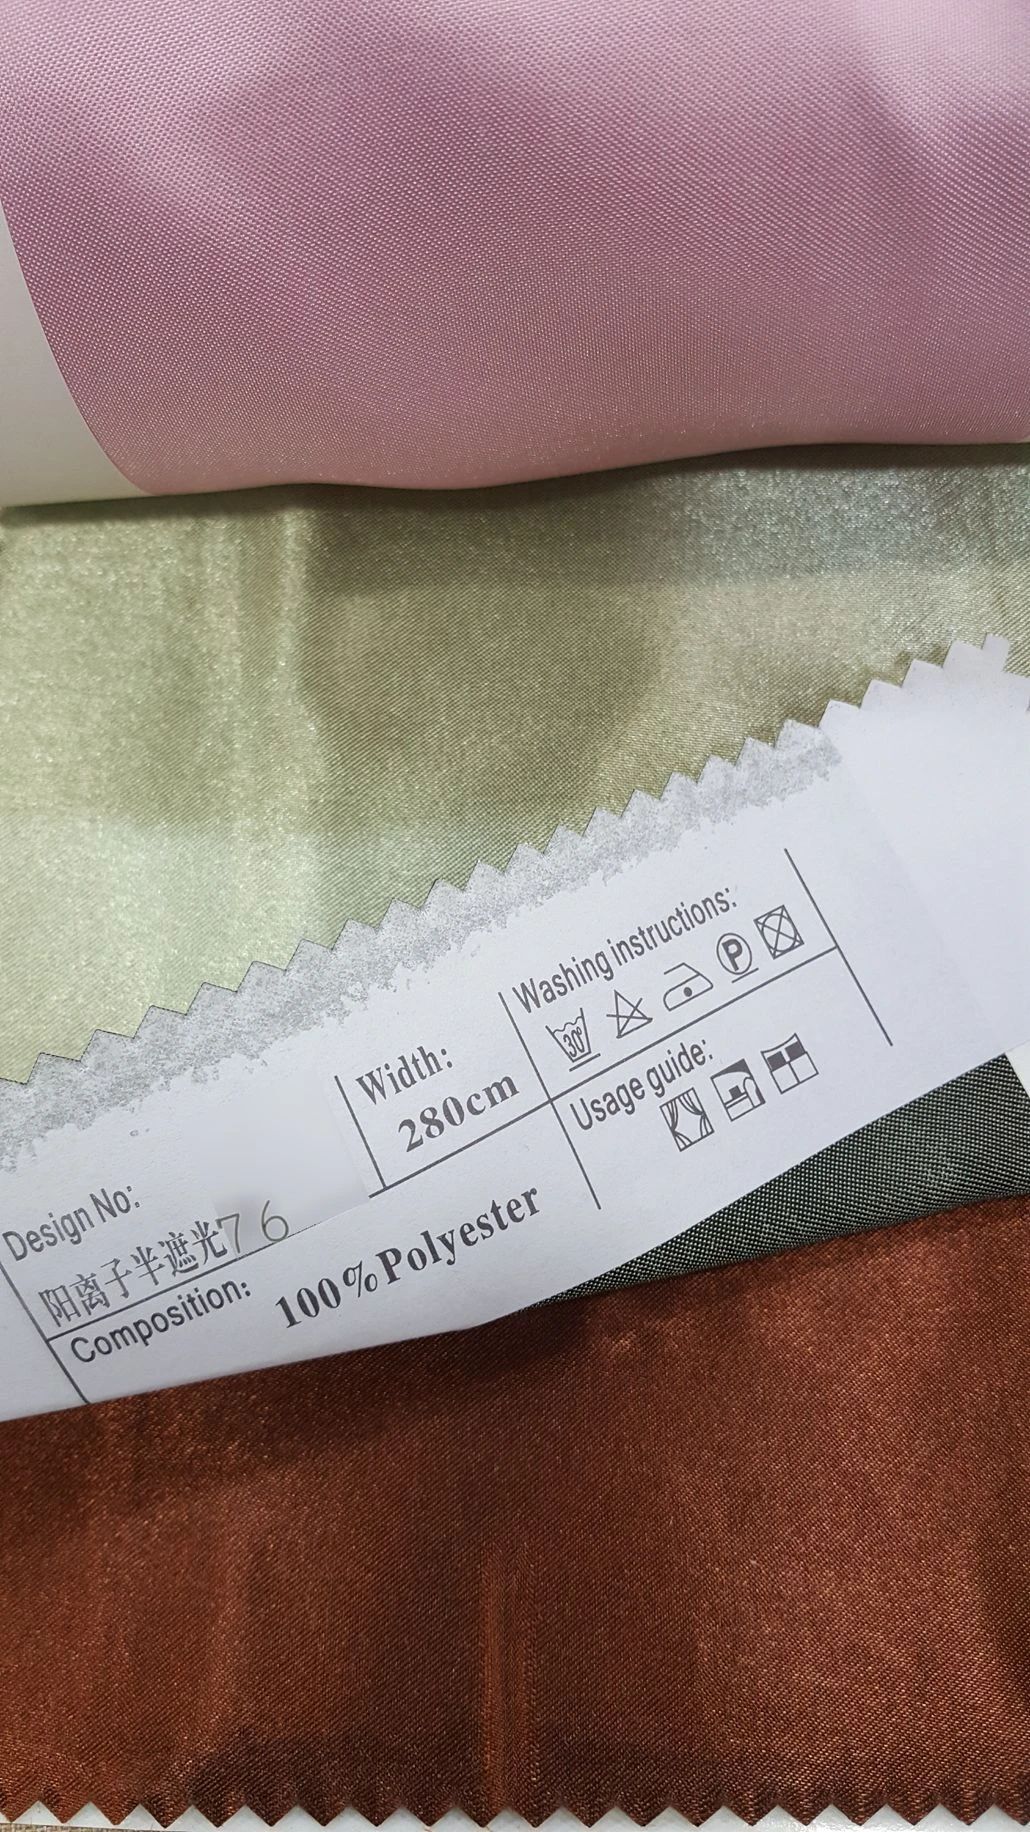 Design No:
阳离子半遮光76
Width:
280cm
Washing instructions:
30°
P
Composition:
100%Polyester
Usage guide: